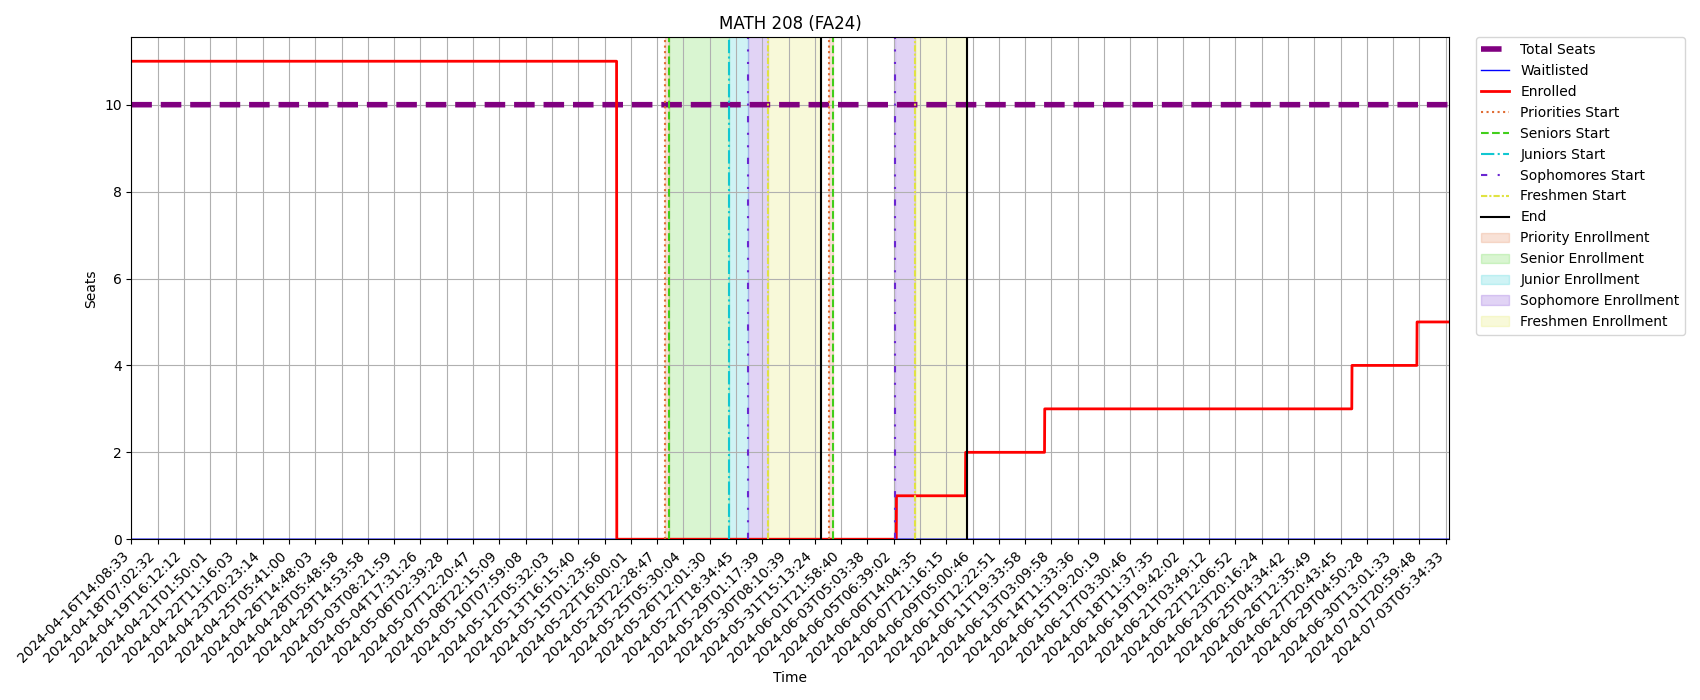 MATH 208 (FA24)
Seats
10
8
6
4
2
0
2024-04-16T14:08:33
2024-04-18T07:02:32
2024-04-19T16:12:12
2024-04-21T01:50:01
2024-04-22T11:16:03
2024-04-23T20:23:14
2024-04-25T05:41:00
2024-04-26T14:48:03
2024-04-28T05:48:58
2024-04-29T14:53:58
2024-05-03T08:21:59
2024-05-04T17:31:26
2024-05-06T02:39:28
2024-05-07T12:20:47
2024-05-08T22:15:09
2024-05-10T07:59:08
2024-05-12T05:32:03
2024-05-13T16:15:40
2024-05-15T01:23:56
2024-05-22T16:00:01
2024-05-23T22:28:47
2024-05-25T05:30:04
2024-05-26T12:01:30
2024-05-27T18:34:45
2024-05-29T01:17:39
2024-05-30T08:10:39
2024-05-31T15:13:24
2024-06-01T21:58:40
2024-06-03T05:03:38
2024-06-05T06:39:02
2024-06-06T14:04:35
2024-06-07T21:16:15
2024-06-09T05:00:46
2024-06-10T12:22:51
2024-06-11T19:33:58
2024-06-13T03:09:58
2024-06-14T11:33:36
2024-06-15T19:20:19
2024-06-17T03:30:46
2024-06-18T11:37:35
2024-06-19T19:42:02
2024-06-21T03:49:12
2024-06-22T12:06:52
2024-06-23T20:16:24
2024-06-25T04:34:42
2024-06-26T12:35:49
2024-06-27T20:43:45
2024-06-29T04:50:28
2024-06-30T13:01:33
2024-07-01T20:59:48
2024-07-03T05:34:33
Time
Total Seats
Waitlisted
Enrolled
Priorities Start
Seniors Start
Juniors Start
Sophomores Start
Freshmen Start
End
Priority Enrollment
Senior Enrollment
Junior Enrollment
Sophomore Enrollment
Freshmen Enrollment